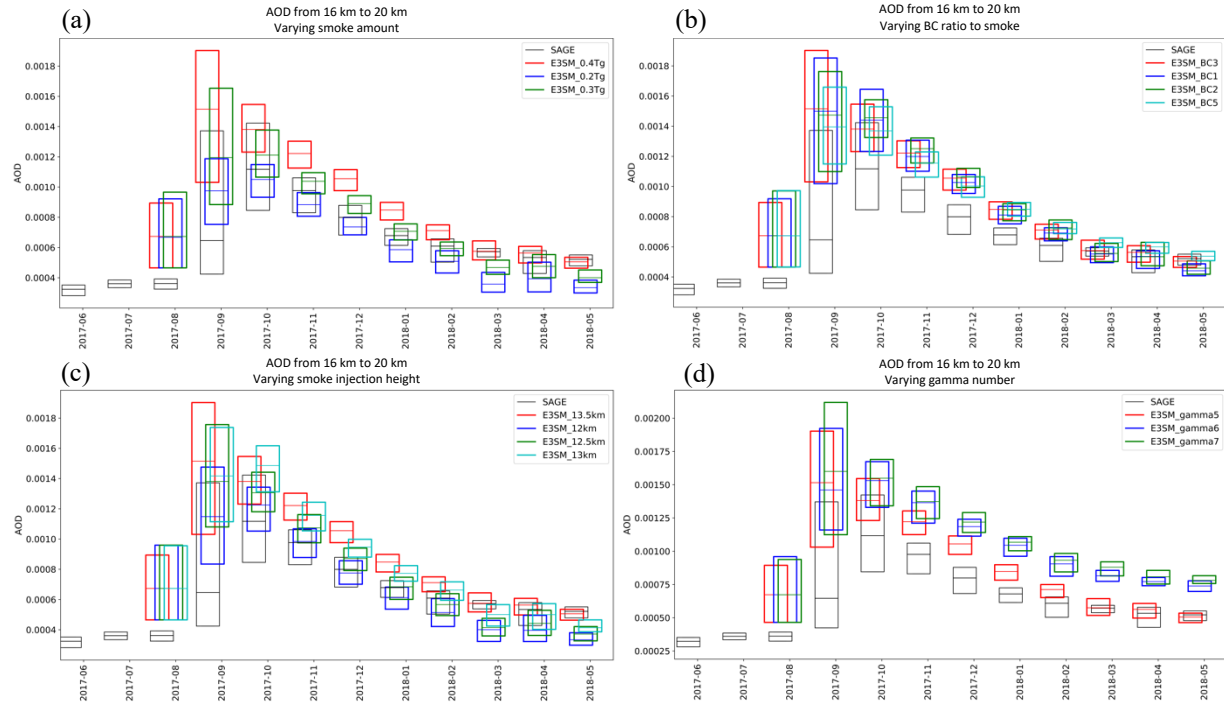 (a)
AOD from 16 km to 20 km
Varying smoke amount
SAGE
E3SM_0.4Tg
E3SM_0.2Tg
E3SM_0.3Tg
0.0018
0.0016
0.0014
0.0012
0.0010
0.0008
0.0006
0.0004
AOD
2017-06
2017-07
2017-08
2017-09
2017-10
2017-11
2017-12
2018-01
2018-02
2018-03
2018-04
2018-05
(b)
AOD from 16 km to 20 km
Varying BC ratio to smoke
SAGE
E3SM_BC3
E3SM_BC1
E3SM_BC2
E3SM_BC5
0.0018
0.0016
0.0014
0.0012
0.0010
0.0008
0.0006
0.0004
AOD
2017-06
2017-07
2017-08
2017-09
2017-10
2017-11
2017-12
2018-01
2018-02
2018-03
2018-04
2018-05
(c)
AOD from 16 km to 20 km
Varying smoke injection height
SAGE
E3SM_13.5km
E3SM_12km
E3SM_12.5km
E3SM_13km
0.0018
0.0016
0.0014
0.0012
0.0010
0.0008
0.0006
0.0004
AOD
2017-06
2017-07
2017-08
2017-09
2017-10
2017-11
2017-12
2018-01
2018-02
2018-03
2018-04
2018-05
(d)
AOD from 16 km to 20 km
Varying gamma number
SAGE
E3SM_gamma5
E3SM_gamma6
E3SM_gamma7
0.00200
0.00175
0.00150
0.00125
0.00100
0.00075
0.00050
0.00025
AOD
2017-06
2017-07
2017-08
2017-09
2017-10
2017-11
2017-12
2018-01
2018-02
2018-03
2018-04
2018-05